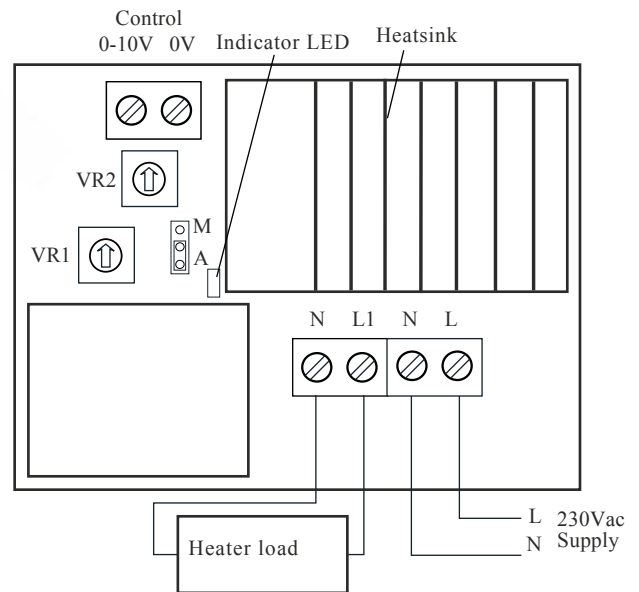 Control
0-10V 0V
Indicator LED
Heatsink
VR2
M
VR1
A
N L1 N L
L 230Vac
N Supply
Heater load